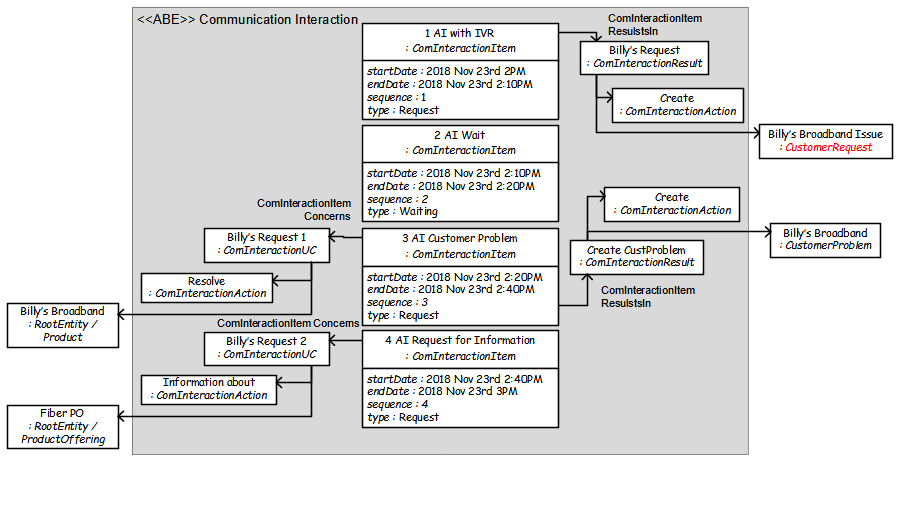 <<ABE>> Communication Interaction
1 AI with IVR
: ComInteractionItem
startDate : 2018 Nov 23rd 2PM
endDate : 2018 Nov 23rd 2:10PM
sequence : 1
type : Request
ComInteractionItem
ResulstsIn
Billy's Request
: ComInteractionResult
Create
: ComInteractionAction
Billy's Broadband Issue
: CustomerRequest
2 AI Wait
: ComInteractionItem
startDate : 2018 Nov 23rd 2:10PM
endDate : 2018 Nov 23rd 2:20PM
sequence : 2
type : Waiting
ComInteractionItem
Concerns
Billy's Request 1
: ComInteractionUC
Resolve
: ComInteractionAction
Billy's Broadband
: RootEntity /
Product
3 AI Customer Problem
: ComInteractionItem
startDate : 2018 Nov 23rd 2:20PM
endDate : 2018 Nov 23rd 2:40PM
sequence : 3
type : Request
Create
: ComInteractionAction
Billy's Broadband
: CustomerProblem
Create CustProblem
: ComInteractionResult
ComInteractionItem
ResulstsIn
ComInteractionItem Concerns
Billy's Request 2
: ComInteractionUC
Information about
: ComInteractionAction
Fiber PO
: RootEntity /
ProductOffering
4 AI Request for Information
: ComInteractionItem
startDate : 2018 Nov 23rd 2:40PM
endDate : 2018 Nov 23rd 3PM
sequence : 4
type : Request